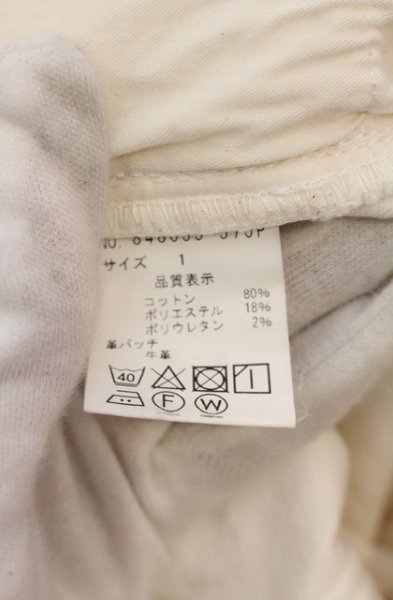 サイズ 1
品質表示
コットン 80%
ポリエステル 18%
ポリウレタン 2%
革パッチ
牛革
40
F W